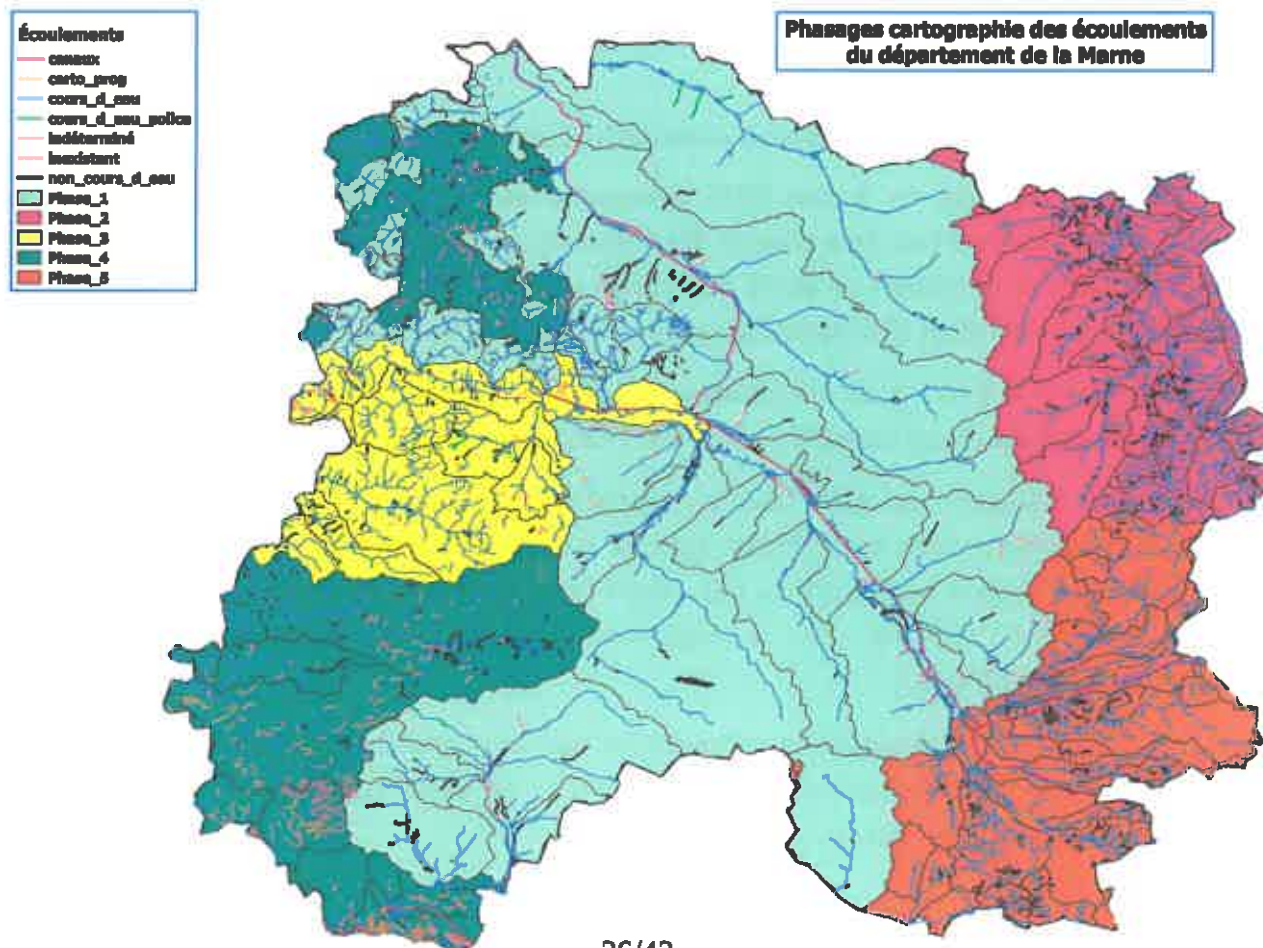 Phasages cartographie des écoulements
du département de la Marne
Écoulements
canaux
carto_prog
cours_d_eau
cours_d_eau_police
indéterminé
inexistant
non_cours_d_eau
Phase_1
Phase_2
Phase_3
Phase_4
Phase_5